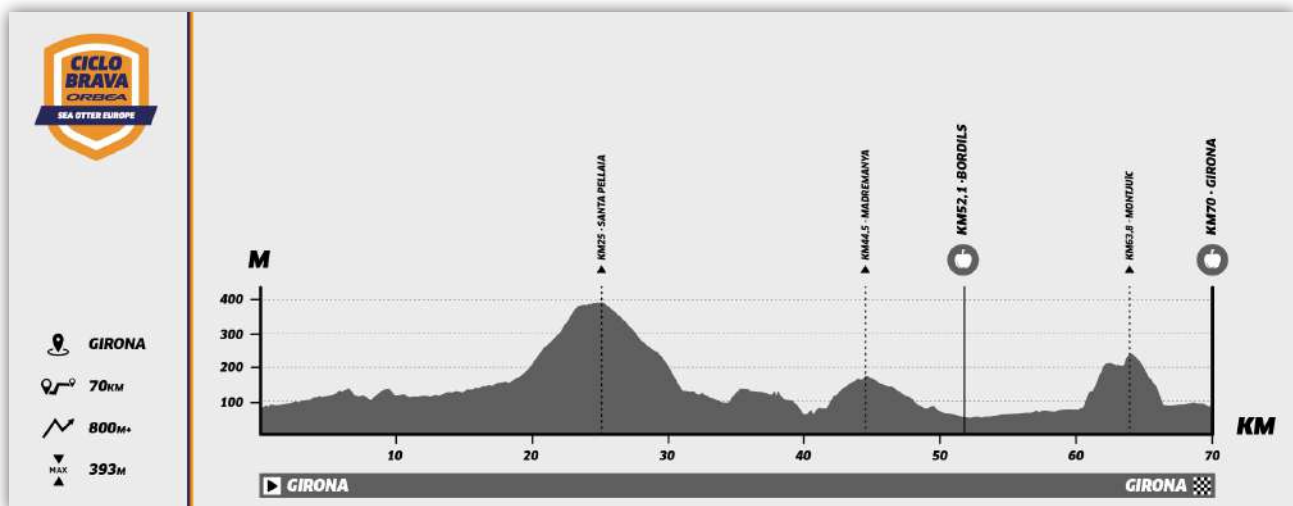 CICLO
BRAVA
ORBEA
SEA OTTER EUROPE
GIRONA
70KM
800M+
MAX
393M
M
400
300
200
100
KM25 · SANTA PELLAIA
KM44,5 · MADREMANYA
KM52,1 · BORDILS
KM63,8 · MONTJUÏC
KM70 · GIRONA
10
20
30
40
50
60
70
KM
GIRONA
GIRONA